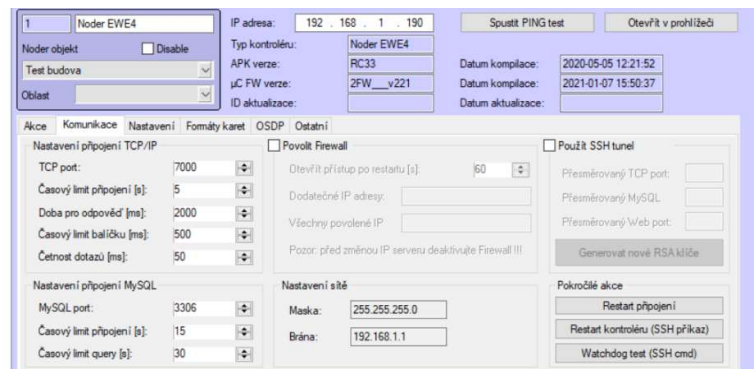 1 Noder EWE4
IP adresa: 192 . 168 . 1 . 190
Spustit PING test
Otevřít v prohlížeči
Noder objekt
Disable
Typ kontroléru: Noder EWE4
Test budova
APK verze: RC33
Datum kompilace: 2020-05-05 12:21:52
µC FW verze: 2FW___v221
Datum kompilace: 2021-01-07 15:50:37
Oblast
ID aktualizace:
Datum aktualizace:
Akce Komunikace Nastavení Formáty karet OSDP Ostatní
Nastavení připojení TCP/IP
TCP port: 7000
Časový limit připojení [s]: 5
Doba pro odpověď [ms]: 2000
Časový limit balíčku [ms]: 500
Četnost dotazů [ms]: 50
Povolit Firewall
Otevřít přístup po restartu [s]: 60
Dodatečné IP adresy:
Všechny povolené IP
Pozor: před změnou IP serveru deaktivujte Firewall !!!
Použít SSH tunel
Přesměrovaný TCP port:
Přesměrovaný MySQL
Přesměrovaný Web port:
Generovat nové RSA klíče
Nastavení připojení MySQL
MySQL port: 3306
Časový limit připojení [s]: 15
Časový limit query [s]: 30
Nastavení sítě
Maska: 255.255.255.0
Brána: 192.168.1.1
Pokročilé akce
Restart připojení
Restart kontroléru (SSH příkaz)
Watchdog test (SSH cmd)